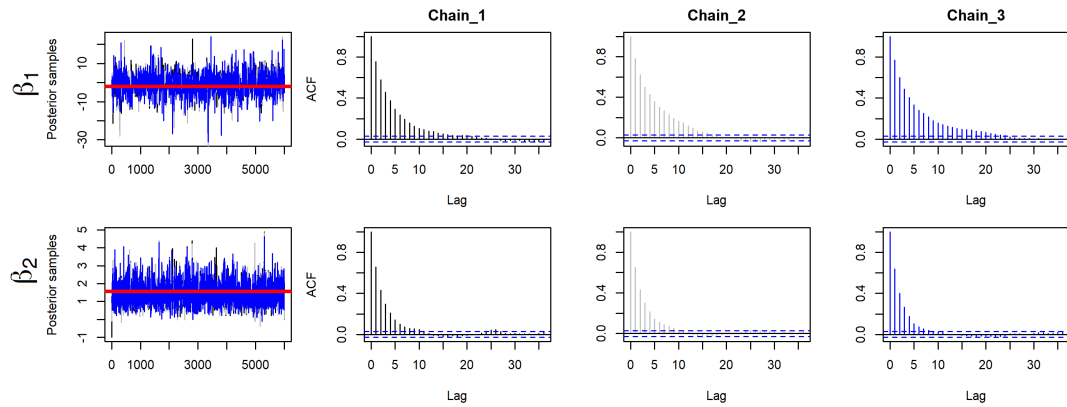 Chain_1 Chain_2 Chain_3
β1
Posterior samples
-30 -10 10
0 1000 3000 5000
ACF
0.0 0.4 0.8
0 5 10 20 30
Lag
0.0 0.4 0.8
0 5 10 20 30
Lag
0.0 0.4 0.8
0 5 10 20 30
Lag
β2
Posterior samples
-1 1 2 3 4 5
0 1000 3000 5000
ACF
0.0 0.4 0.8
0 5 10 20 30
Lag
0.0 0.4 0.8
0 5 10 20 30
Lag
0.0 0.4 0.8
0 5 10 20 30
Lag